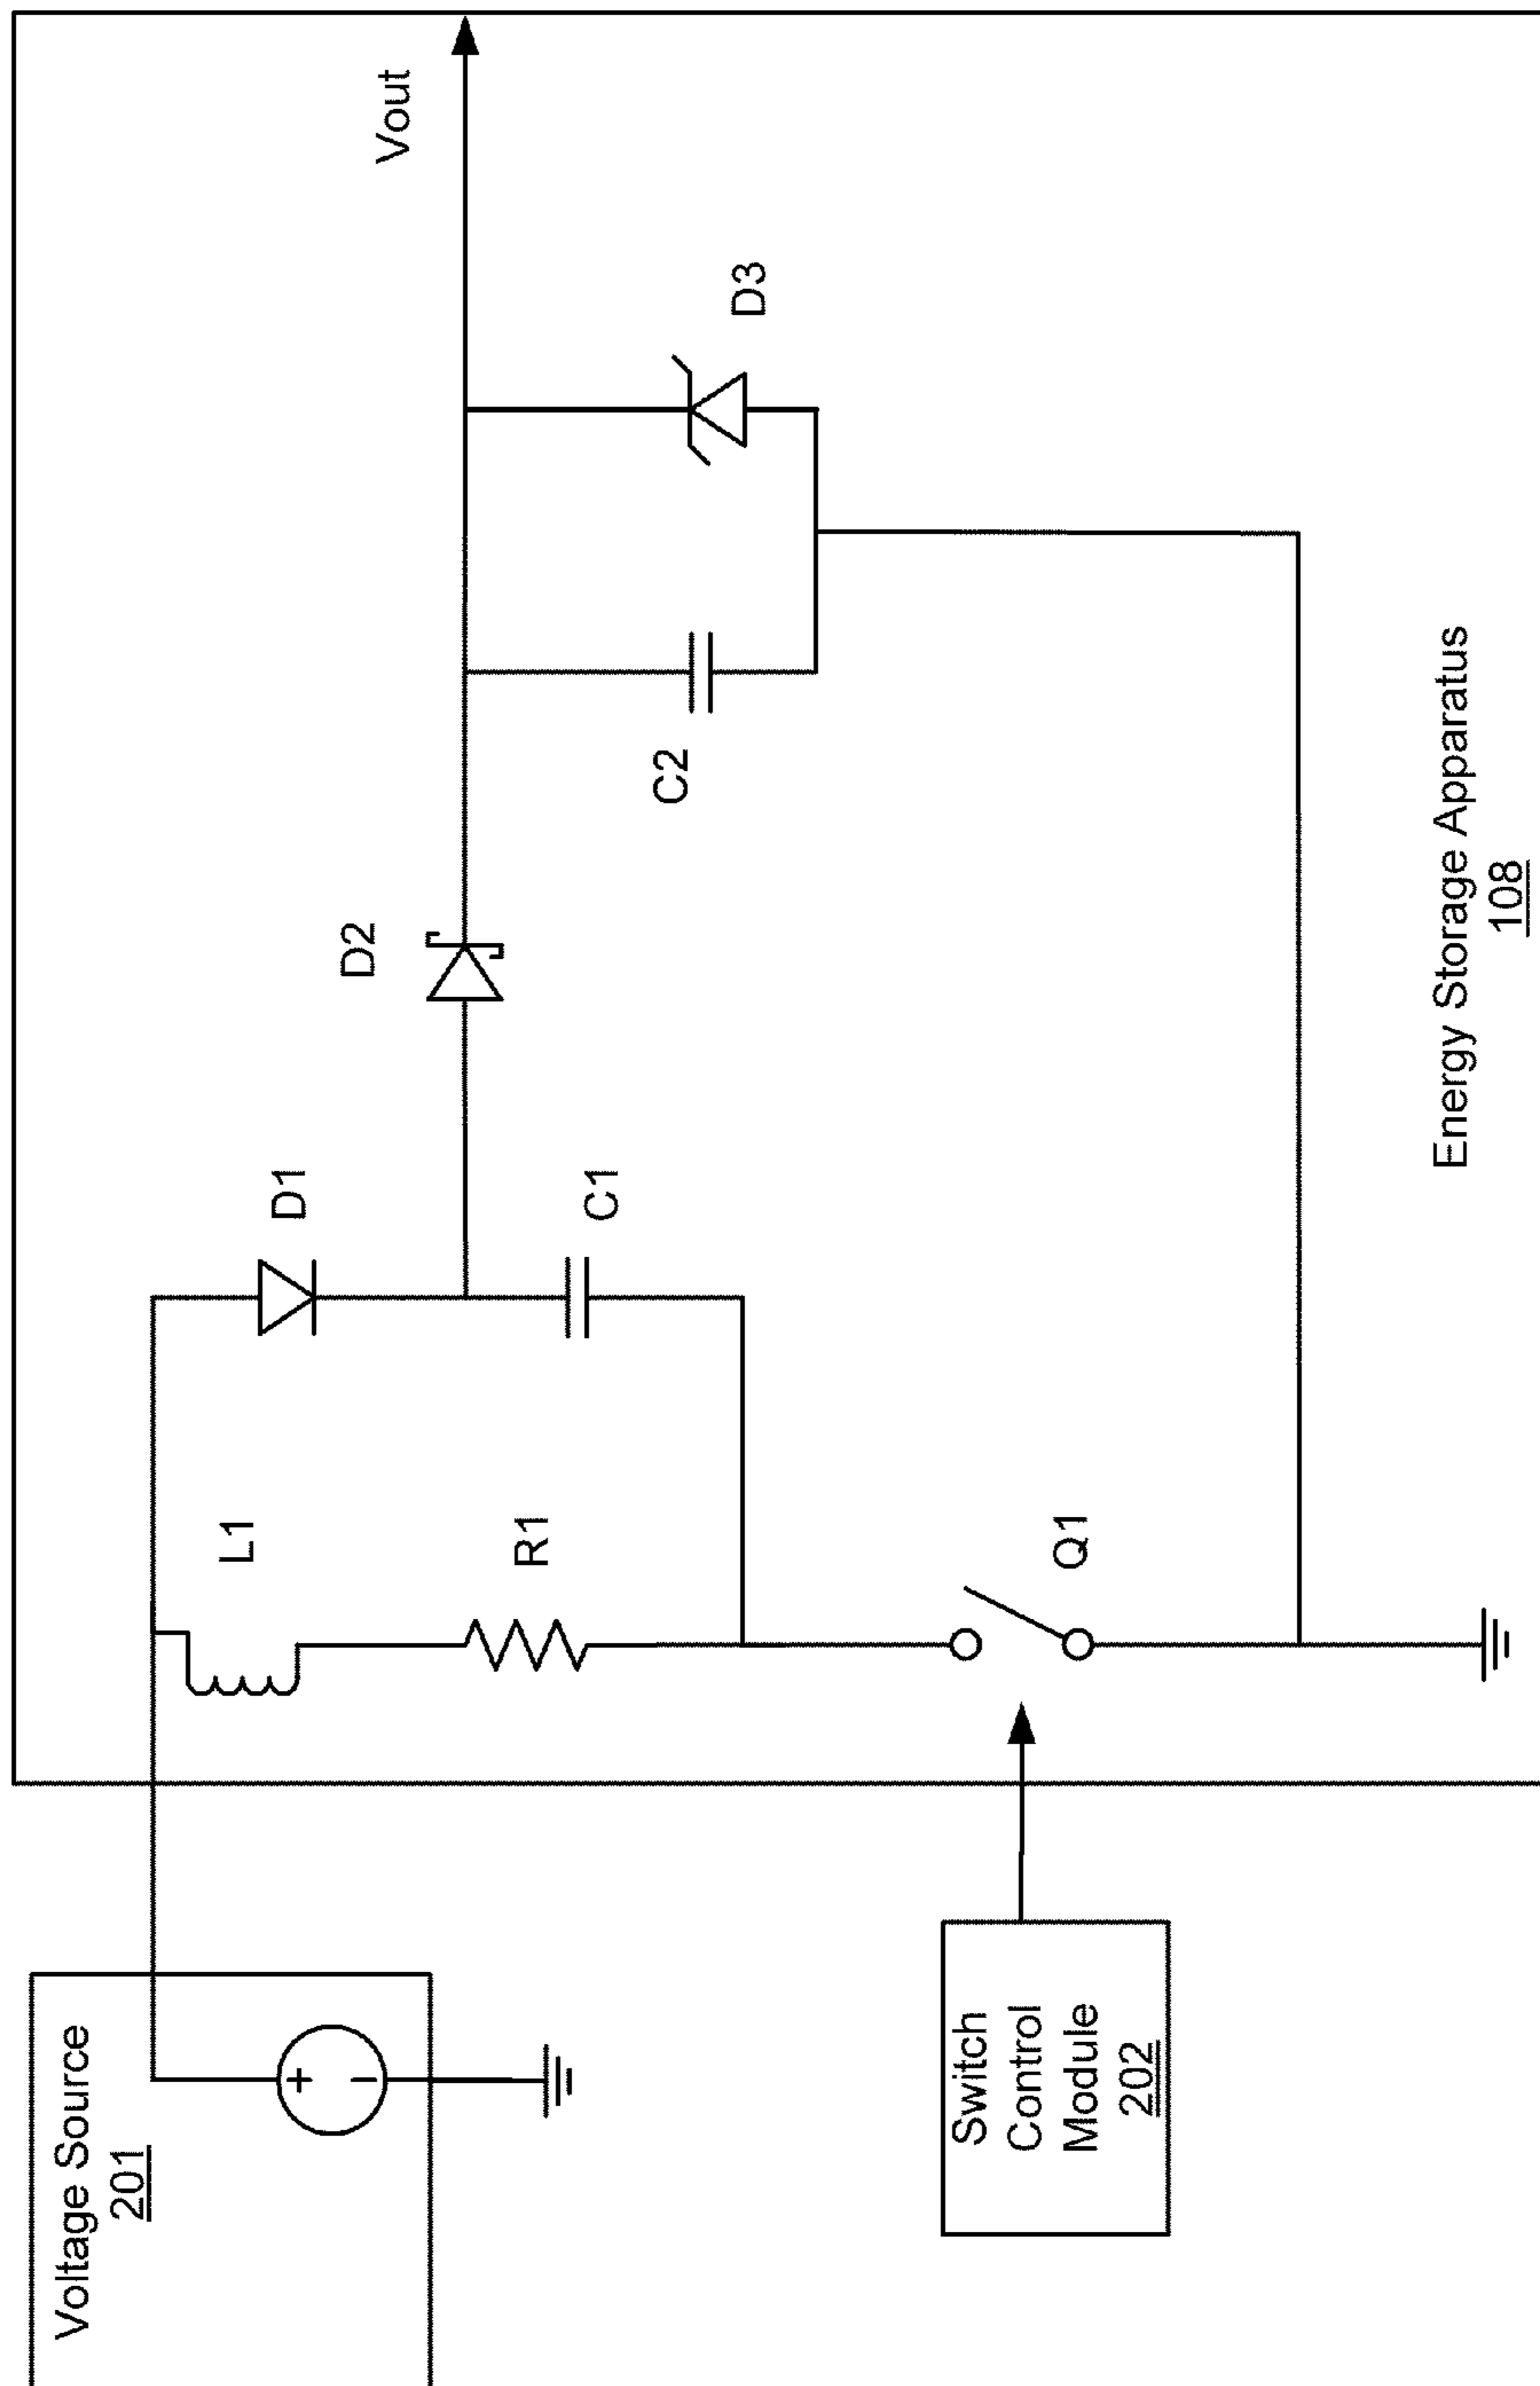 Voltage Source
201
+
−
L1
R1
D1
C1
D2
C2
D3
Vout
Q1
Switch
Control
Module
202
Energy Storage Apparatus
108